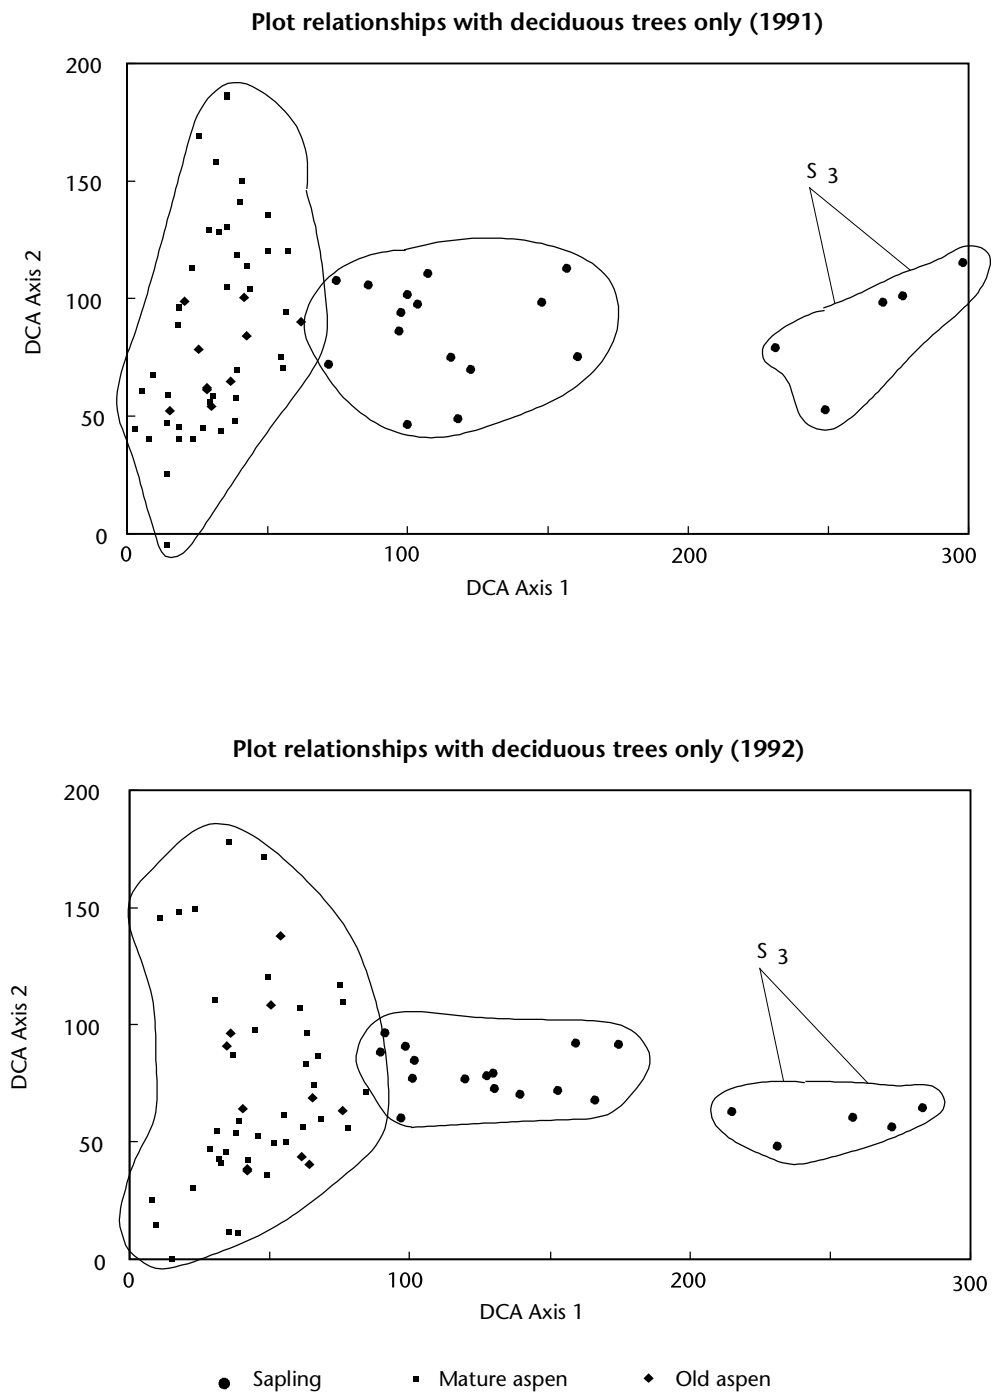 Plot relationships with deciduous trees only (1991)
200
150
100
50
0
DCA Axis 2
S 3
0 100 200 300
DCA Axis 1
Plot relationships with deciduous trees only (1992)
200
150
100
50
0
DCA Axis 2
S 3
0 100 200 300
DCA Axis 1
Sapling Mature aspen Old aspen